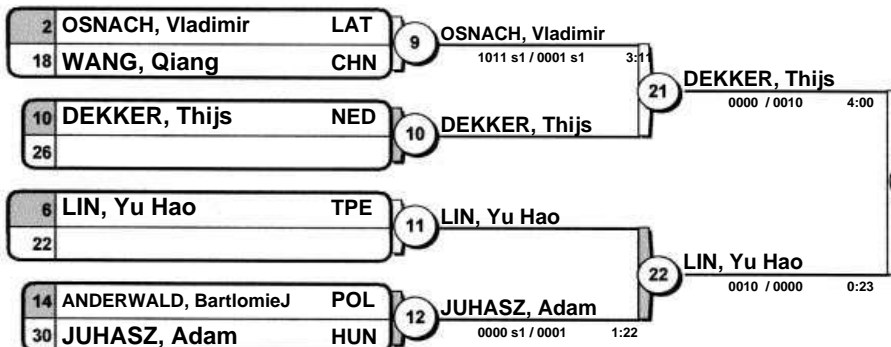 2 OSNACH, Vladimir LAT
18 WANG, Qiang CHN
9
OSNACH, Vladimir
1011 s1 / 0001 s1 3:11
10 DEKKER, Thijs NED
26
10
DEKKER, Thijs
21
DEKKER, Thijs
0000 / 0010 4:00
6 LIN, Yu Hao TPE
22
11
LIN, Yu Hao
14 ANDERWALD, BartlomieJ POL
30 JUHASZ, Adam HUN
12
JUHASZ, Adam
0000 s1 / 0001 1:22
22
LIN, Yu Hao
0010 / 0000 0:23